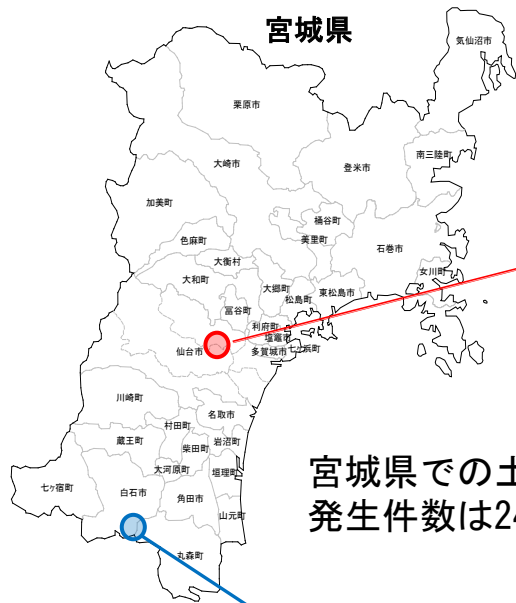 宮城県
気仙沼市
栗原市
南三陸町
大崎市
登米市
加美町
桶谷町
色麻町
美里町
石巻市
大衡村
女川町
大和町
大郷町
東松島市
松島町
富谷町
利府町
塩竈市
仙台市
多賀城市
七ヶ浜町
川崎町
名取市
村田町
蔵王町
柴田町
岩沼町
大河原町
垣理町
七ヶ宿町
白石市
角田市
山元町
丸森町
宮城県での土
発生件数は24